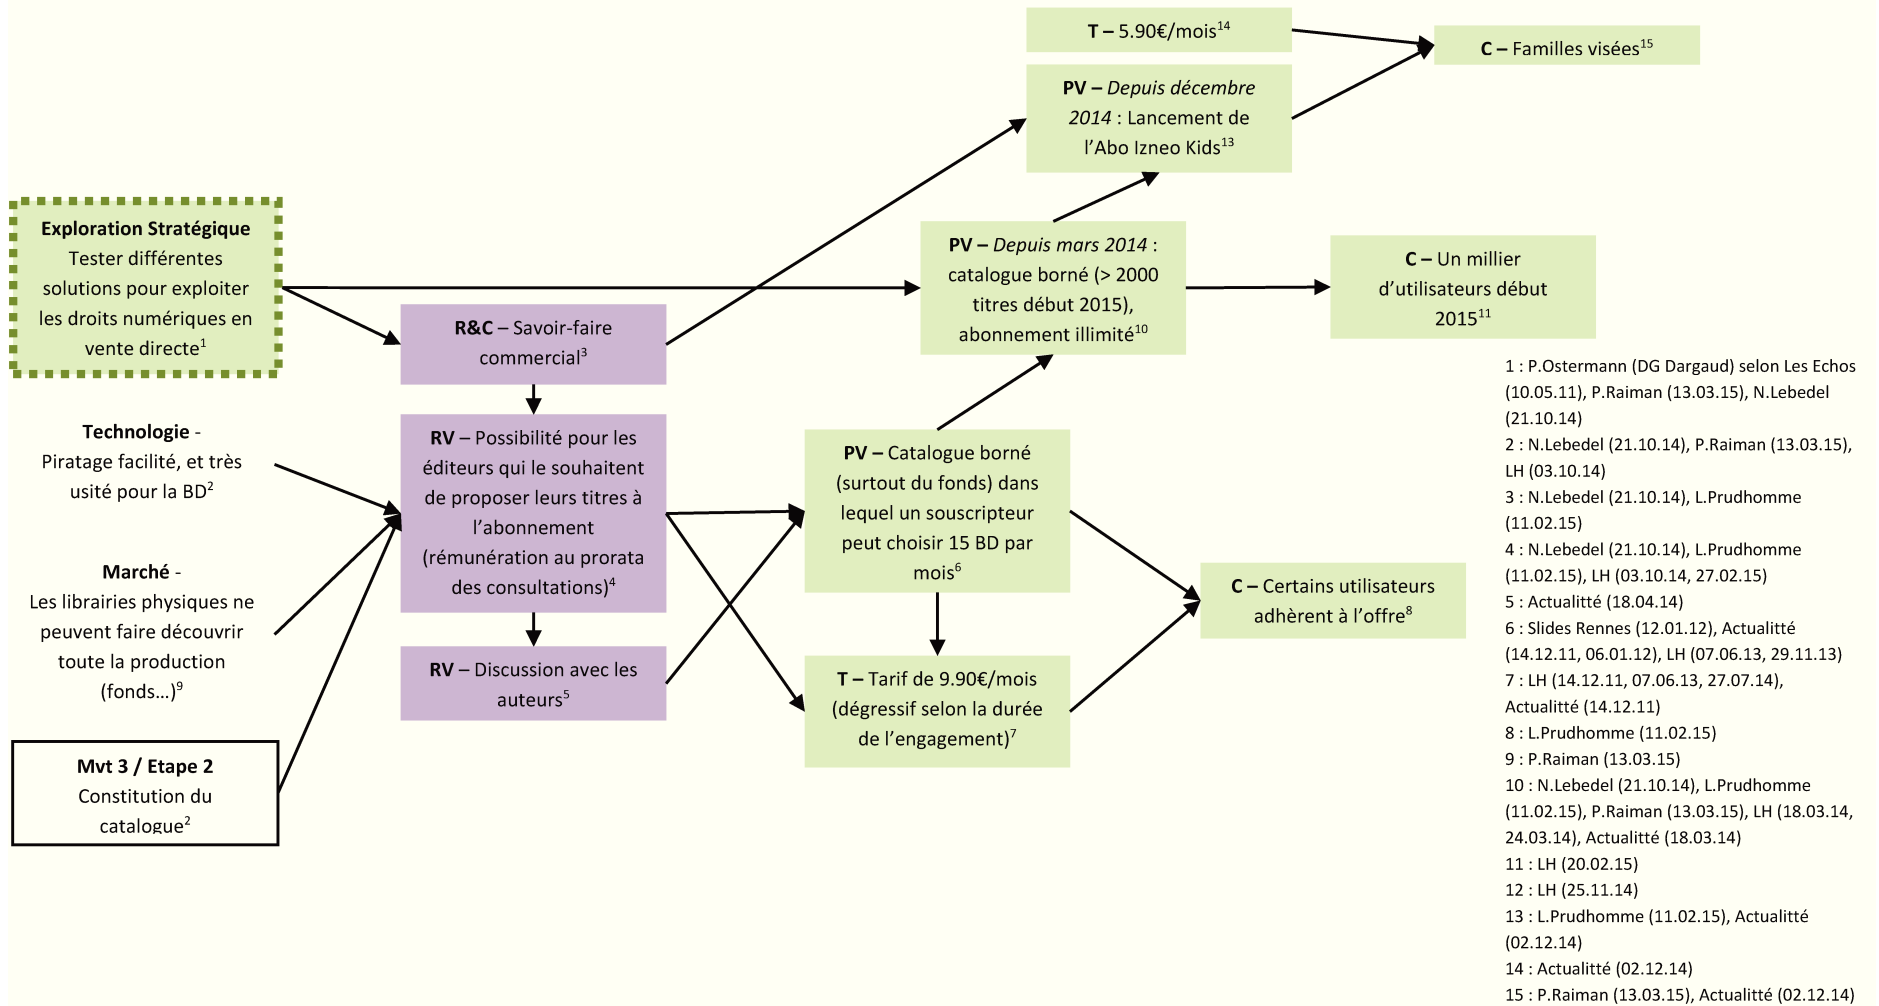 T – 5.90€/mois14
C – Familles visées15
PV – Depuis décembre
2014 : Lancement de
l’Abo Izneo Kids13
Exploration Stratégique
Tester différentes
solutions pour exploiter
les droits numériques en
vente directe1
PV – Depuis mars 2014 :
catalogue borné (> 2000
titres début 2015),
abonnement illimité10
C – Un millier
d’utilisateurs début
201511
R&C – Savoir-faire
commercial3
Technologie -
Piratage facilité, et très
usité pour la BD2
RV – Possibilité pour les
éditeurs qui le souhaitent
de proposer leurs titres à
l’abonnement
(rémunération au prorata
des consultations)4
PV – Catalogue borné
(surtout du fonds) dans
lequel un souscripteur
peut choisir 15 BD par
mois6
Marché -
Les librairies physiques ne
peuvent faire découvrir
toute la production
(fonds…)9
C – Certains utilisateurs
adhèrent à l’offre8
RV – Discussion avec les
auteurs5
T – Tarif de 9.90€/mois
(dégressif selon la durée
de l’engagement)7
Mvt 3 / Etape 2
Constitution du
catalogue2
1 : P.Ostermann (DG Dargaud) selon Les Echos
(10.05.11), P.Raiman (13.03.15), N.Lebedel
(21.10.14)
2 : N.Lebedel (21.10.14), P.Raiman (13.03.15),
LH (03.10.14)
3 : N.Lebedel (21.10.14), L.Prudhomme
(11.02.15)
4 : N.Lebedel (21.10.14), L.Prudhomme
(11.02.15), LH (03.10.14, 27.02.15)
5 : Actualitté (18.04.14)
6 : Slides Rennes (12.01.12), Actualitté
(14.12.11, 06.01.12), LH (07.06.13, 29.11.13)
7 : LH (14.12.11, 07.06.13, 27.07.14),
Actualitté (14.12.11)
8 : L.Prudhomme (11.02.15)
9 : P.Raiman (13.03.15)
10 : N.Lebedel (21.10.14), L.Prudhomme
(11.02.15), P.Raiman (13.03.15), LH (18.03.14,
24.03.14), Actualitté (18.03.14)
11 : LH (20.02.15)
12 : LH (25.11.14)
13 : L.Prudhomme (11.02.15), Actualitté
(02.12.14)
14 : Actualitté (02.12.14)
15 : P.Raiman (13.03.15), Actualitté (02.12.14)